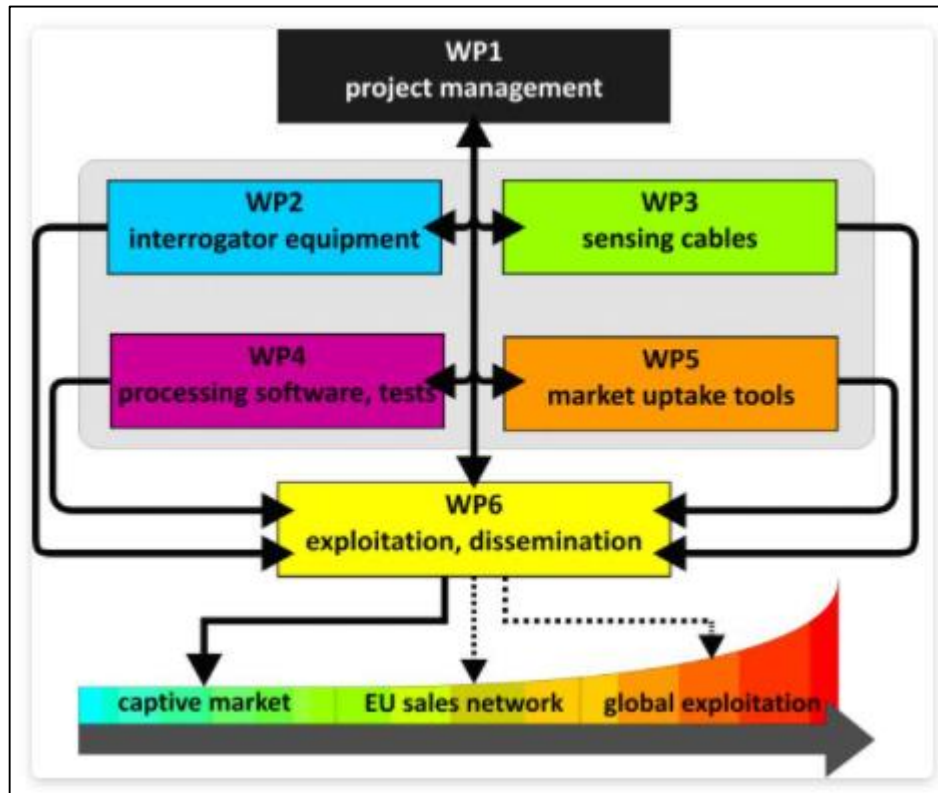 WP1
project management
WP2
interrogator equipment
WP3
sensing cables
WP4
processing software, tests
WP5
market uptake tools
WP6
exploitation, dissemination
captive market
EU sales network
global exploitation